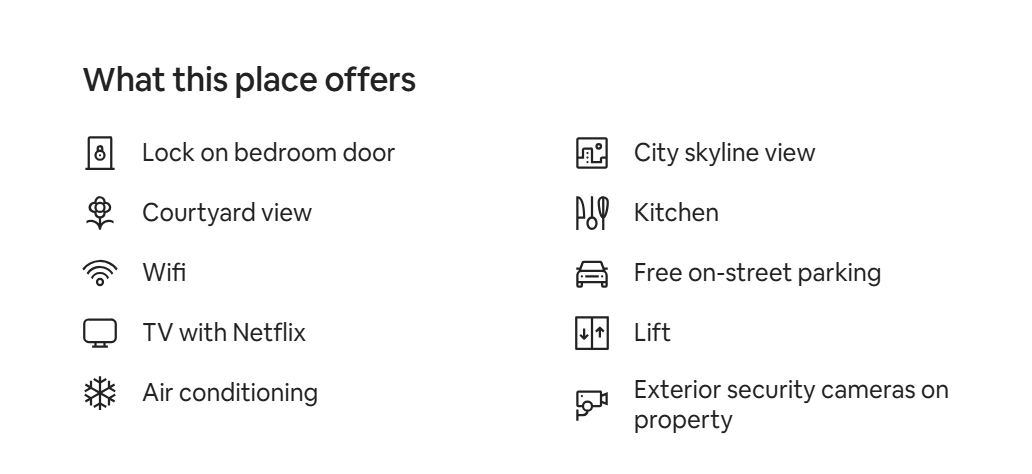 What this place offers
Lock on bedroom door
City skyline view
Courtyard view
Kitchen
Wifi
Free on-street parking
TV with Netflix
Lift
Air conditioning
Exterior security cameras on
property